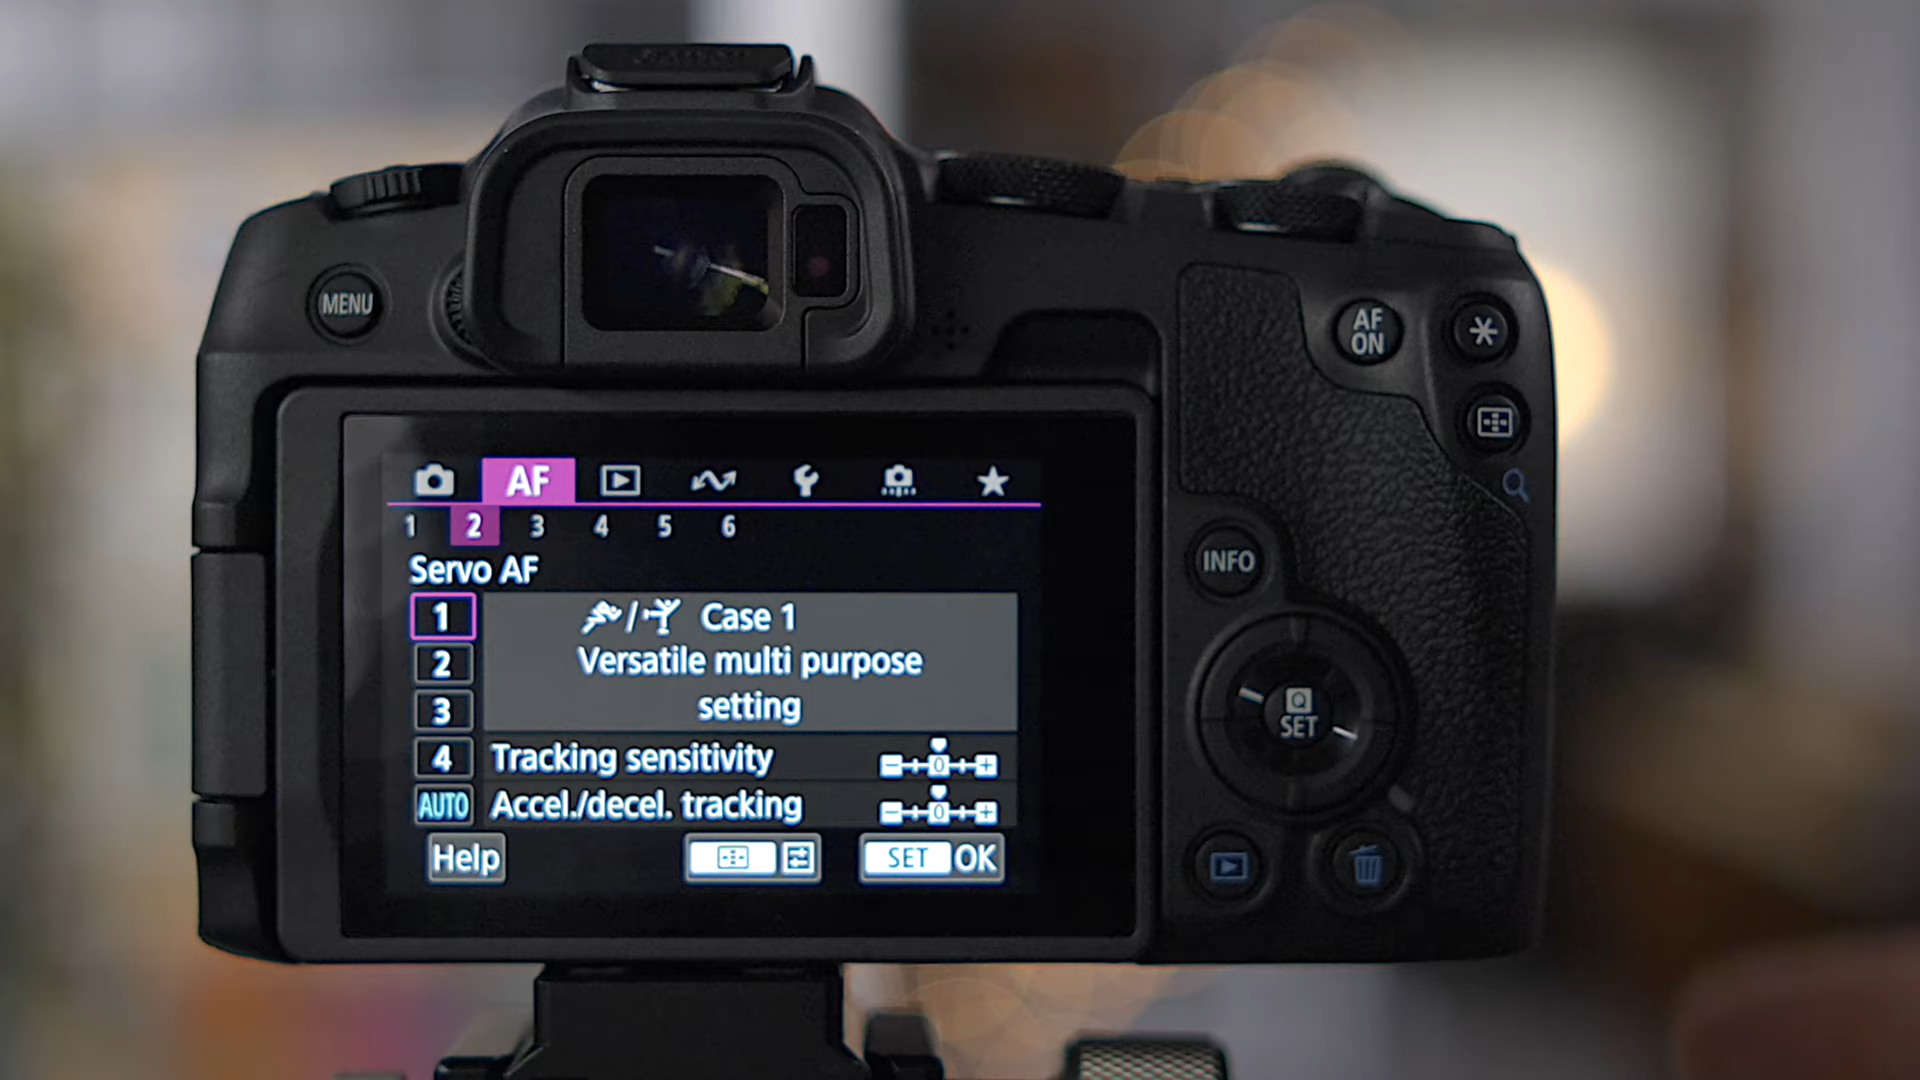 MENU
AF
ON
AF
1 2 3 4 5 6
Servo AF
INFO
1 Case 1
2 Versatile multi purpose
3 setting
4 Tracking sensitivity - 0 +
AUTO Accel./decel. tracking - 0 +
Help SET OK
Q
SET